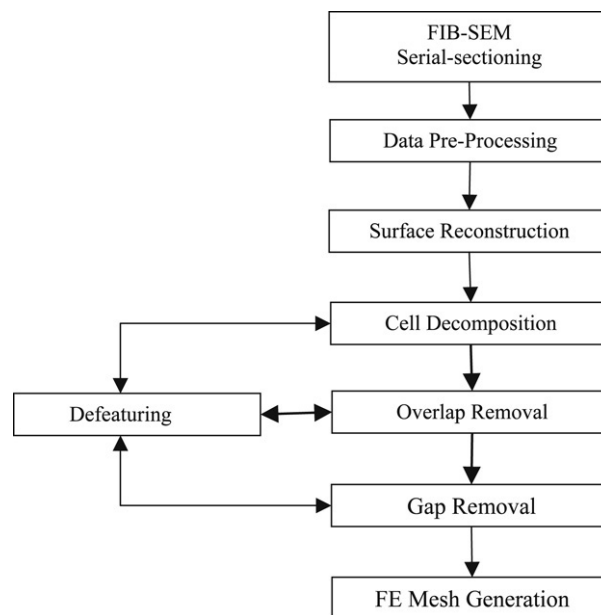 FIB-SEM
Serial-sectioning
Data Pre-Processing
Surface Reconstruction
Cell Decomposition
Defeaturing
Overlap Removal
Gap Removal
FE Mesh Generation